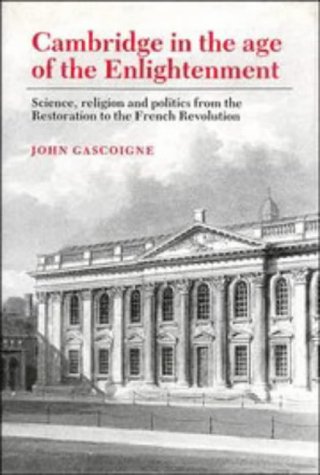 Cambridge in the age
of the Enlightenment
Science, religion and politics from the
Restoration to the French Revolution
JOHN GASCOIGNE